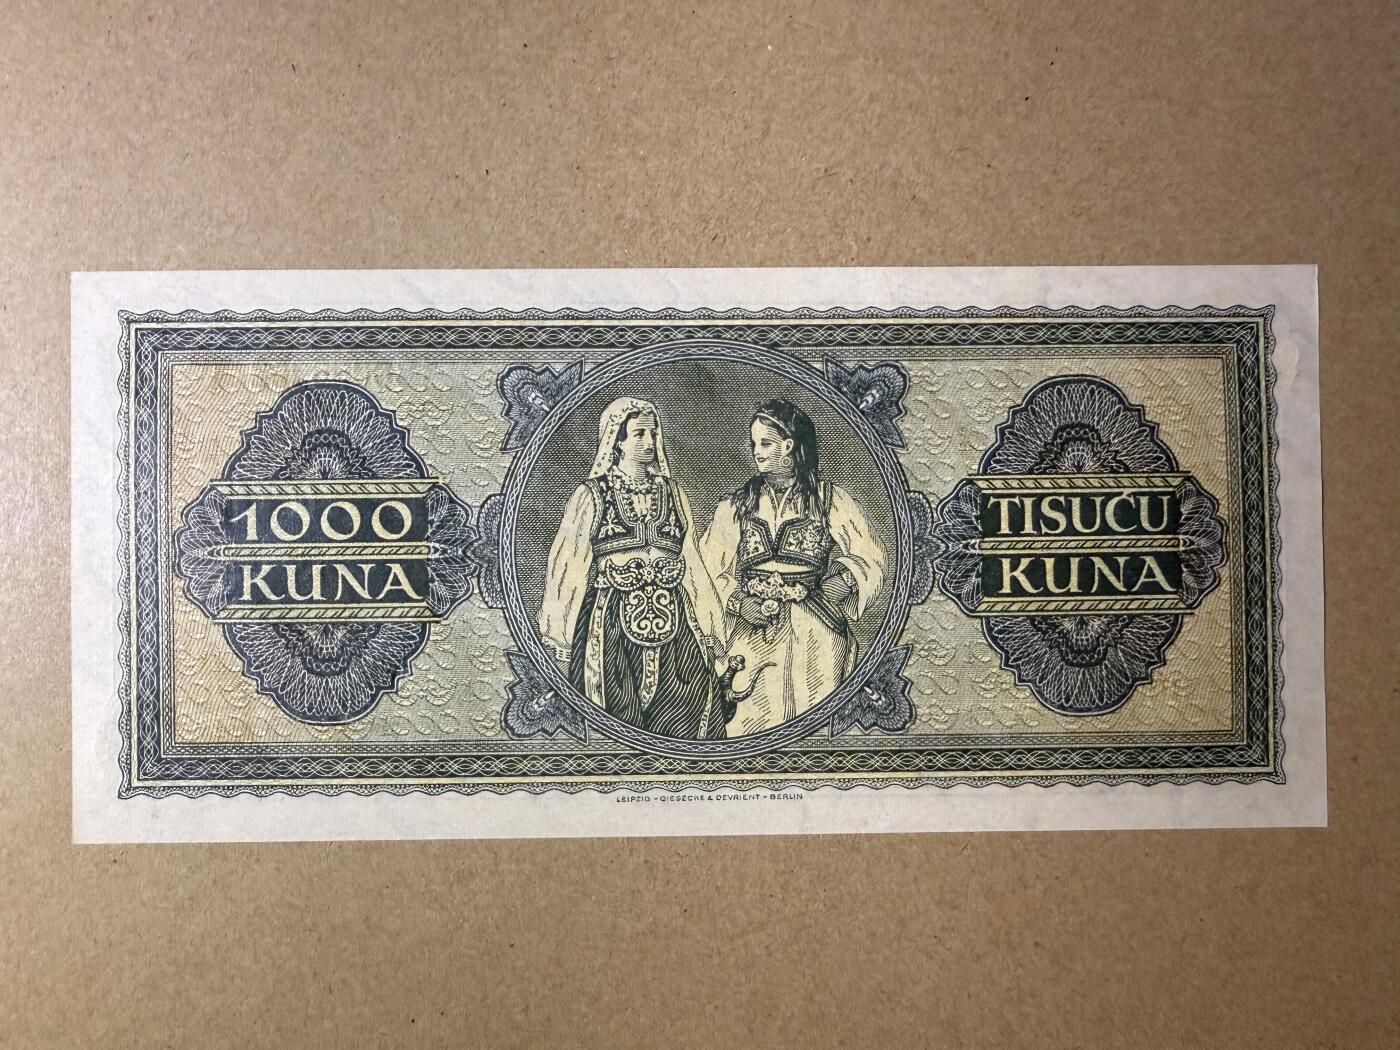 1000
KUNA
TISUĆU
KUNA
LEIPZIG - GIESECKE & DEVRIENT - BERLIN